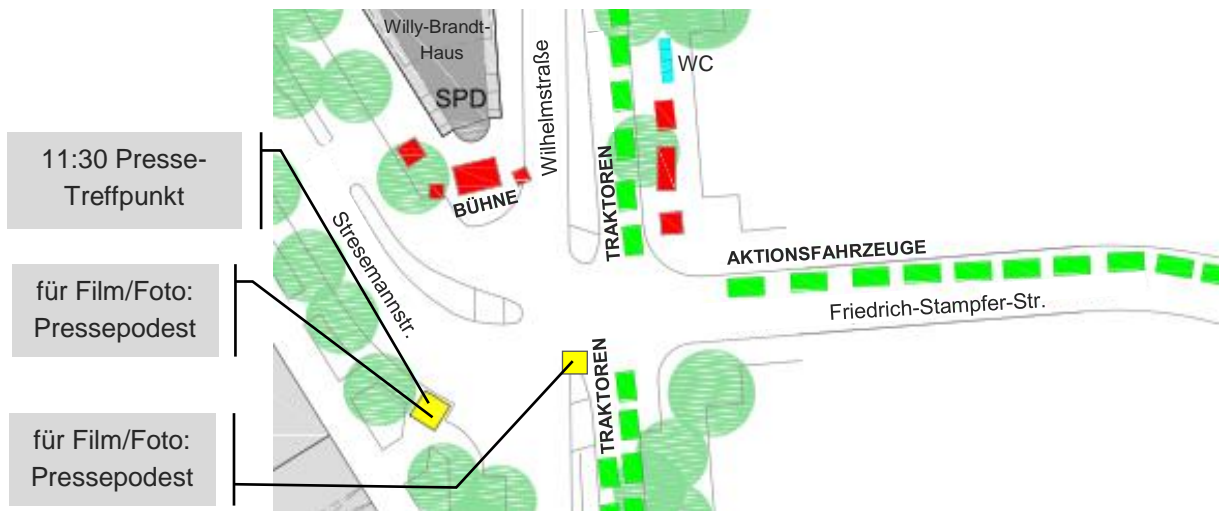 11:30 Presse-
Treffpunkt
für Film/Foto:
Pressepodest
für Film/Foto:
Pressepodest
Willy-Brandt-
Haus
SPD
Wilhelmstraße
WC
BÜHNE
Stresemannstr.
TRAKTOREN
AKTIONSFAHRZEUGE
Friedrich-Stampfer-Str.
TRAKTOREN